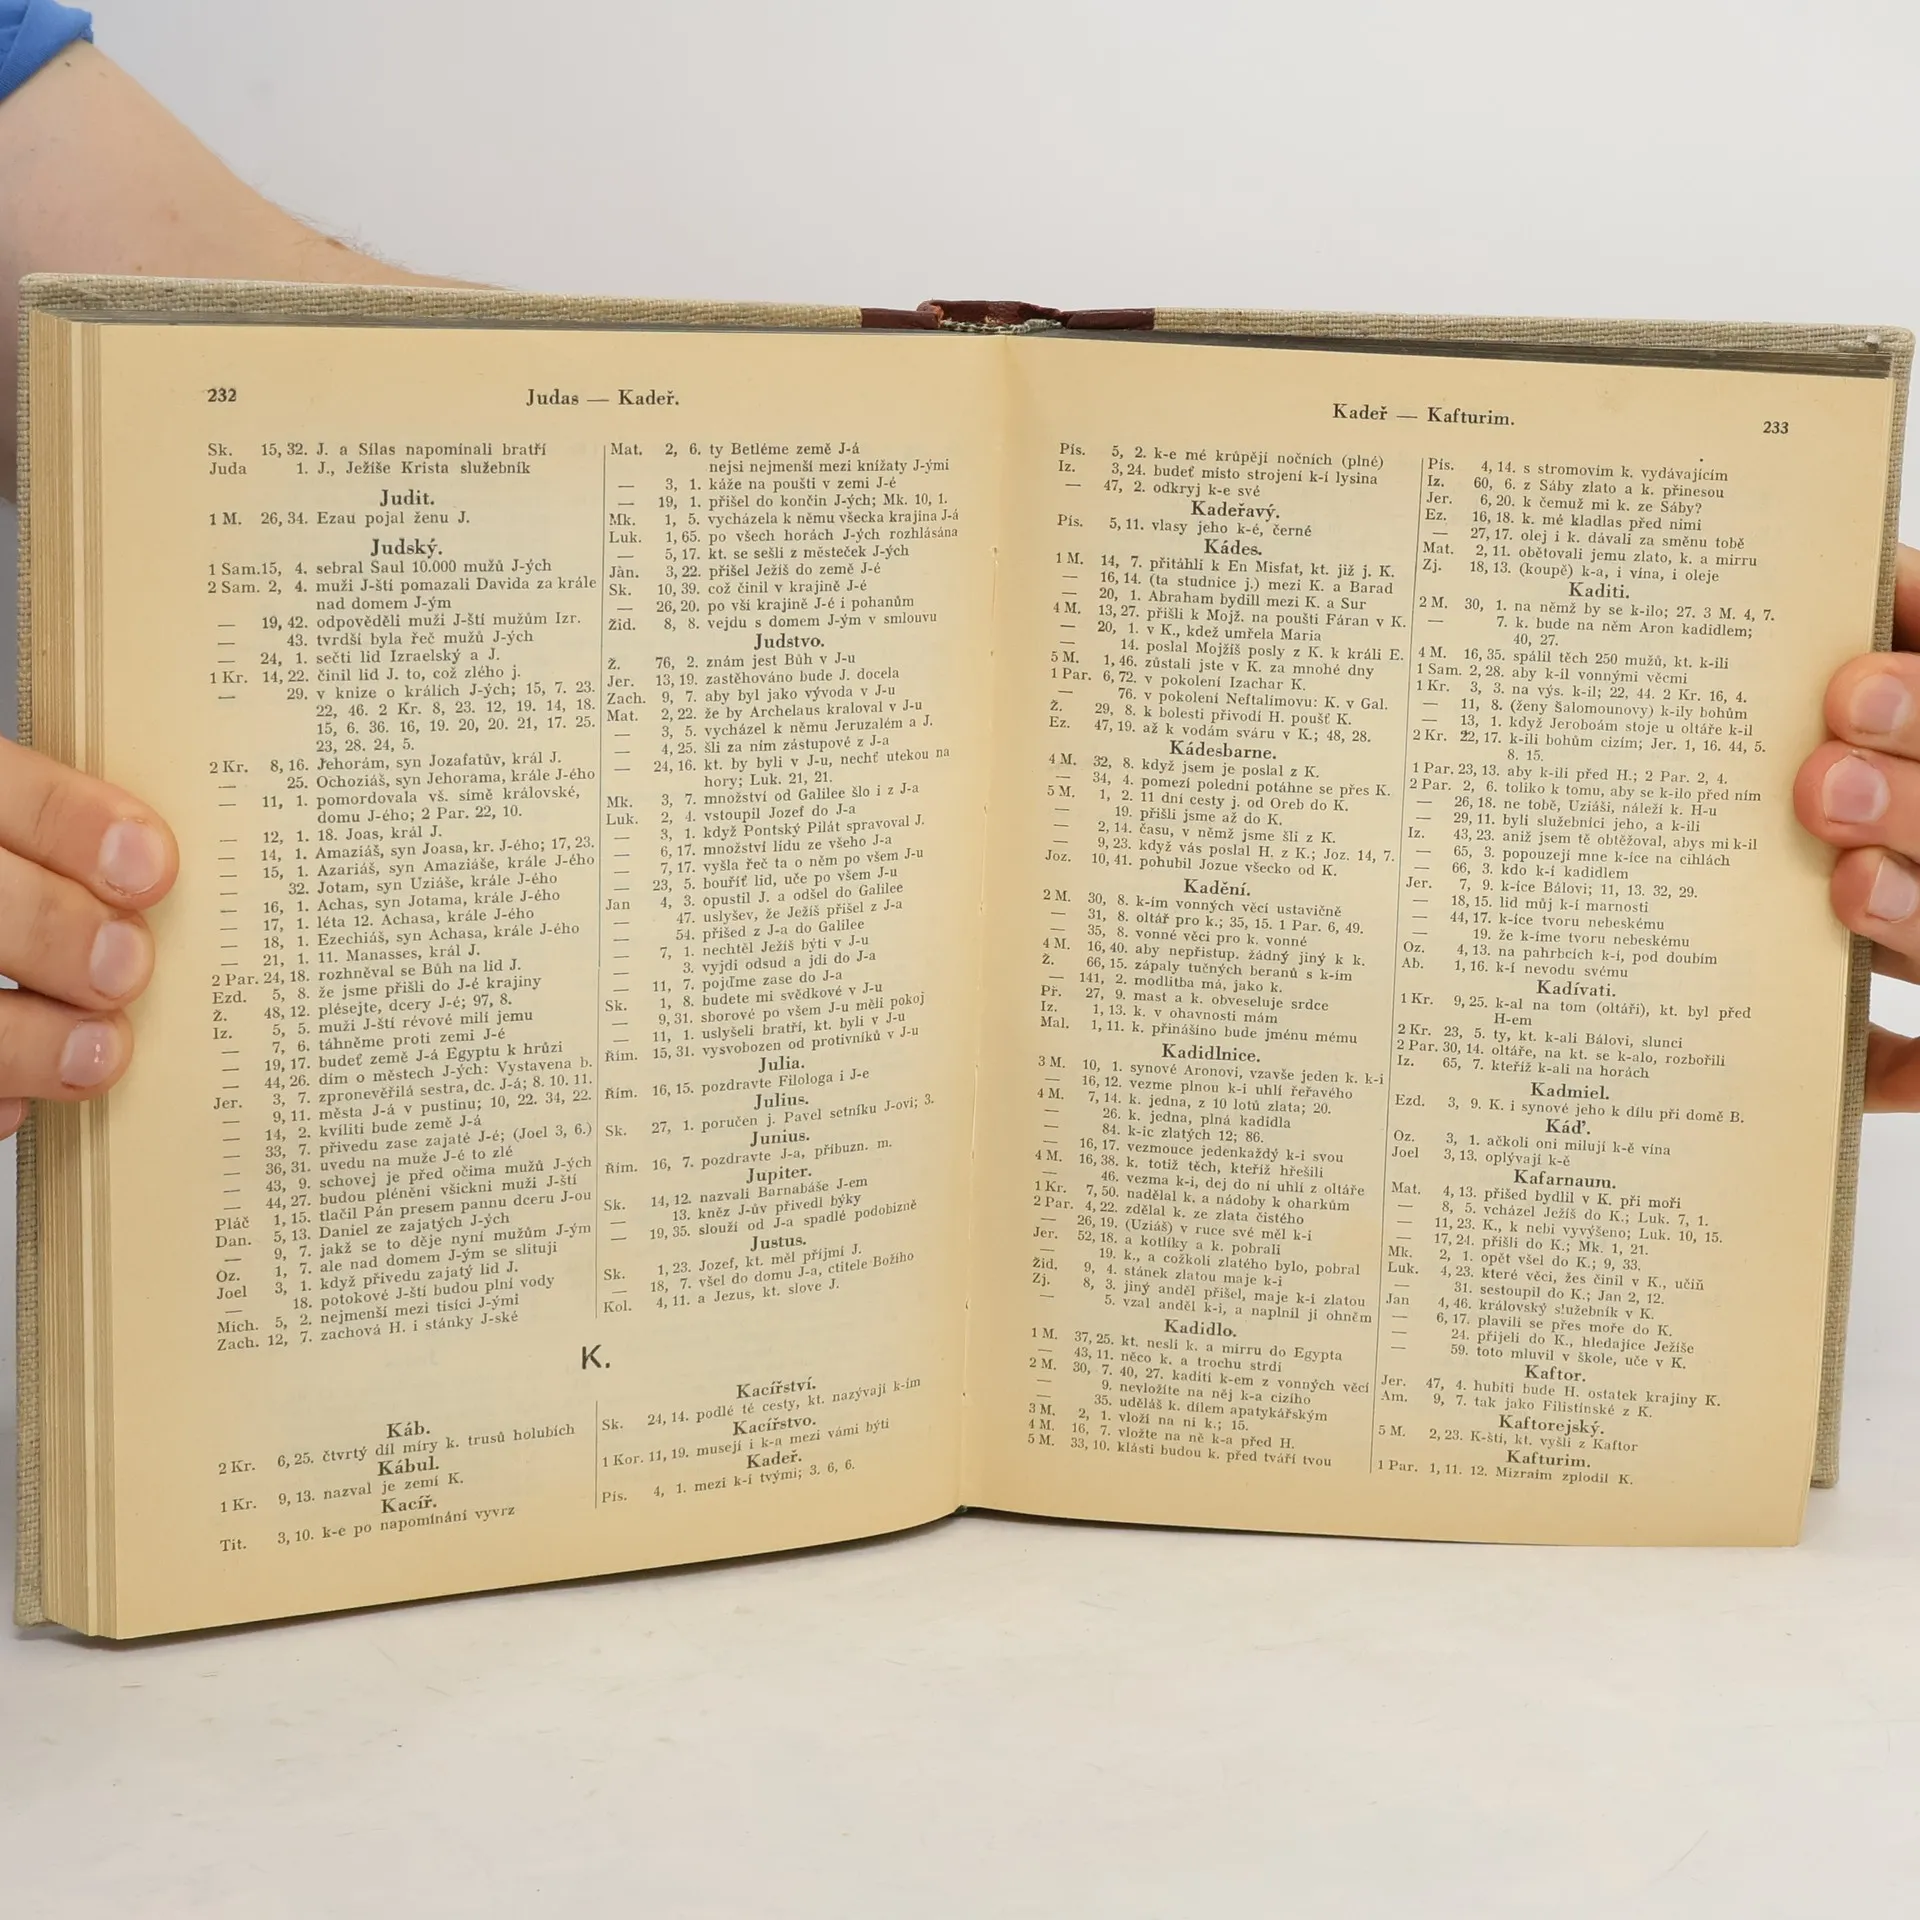 232
Judas — Kadeř.
Sk. 15, 32. J. a Silas napomínali bratří
Juda 1. J., Ježíše Krista služebník
Judit.
1 M. 26, 34. Ezau pojal ženu J.
Judský.
1 Sam. 15, 4. sebral Saul 10.000 mužů J-ých
2 Sam. 2, 4. muži J-ští pomazali Davida za krále
nad domem J-ým
— 19, 42. odpověděli muži J-ští mužům Izr.
— 43. tvrdší byla řeč mužů J-ých
— 24, 1. sečti lid Izraelský a J.
1 Kr. 14, 22. činil lid J. to, což zlého j.
— 29. v knize o králích J-ých; 15, 7. 23.
22, 46. 2 Kr. 8, 23. 12, 19. 14, 18.
15, 6. 36. 16, 19. 20, 20. 21, 17. 25.
23, 28. 24, 5.
2 Kr. 8, 16. Jehorám, syn Jozafatův, král J.
— 25. Ochoziáš, syn Jehorama, krále J-ého
— 11, 1. pomordovala vš. símě královské,
domu J-ého; 2 Par. 22, 10.
— 12, 1. 18. Joas, král J.
— 14, 1. Amaziáš, syn Joasa, kr. J-ého; 17, 23.
— 15, 1. Azariáš, syn Amaziáše, krále J-ého
— 32. Jotam, syn Uziáše, krále J-ého
— 16, 1. Achas, syn Jotama, krále J-ého
— 17, 1. léta 12. Achasa, krále J-ého
— 18, 1. Ezechiáš, syn Achasa, krále J-ého
— 21, 1. 11. Manasses, král J.
2 Par. 24, 18. rozhněval se Bůh na lid J.
Ezd. 5, 8. že jsme přišli do J-é krajiny
Ž. 48, 12. plésejte, dcery J-é; 97, 8.
Iz. 5, 5. muži J-ští révové milí jemu
— 7, 6. táhněme proti zemi J-é
— 19, 17. budeť země J-á Egyptu k hrůzi
— 44, 26. dím o městech J-ých: Vystavena b.
Jer. 3, 7. zpronevěřilá sestra, dc. J-á; 8. 10. 11.
— 9, 11. města J-á v pustinu; 10, 22. 34, 22.
— 14, 2. kvíliti bude země J-á
— 33, 7. přivedu zase zajaté J-é; (Joel 3, 6.)
— 36, 31. uvedu na muže J-é to zlé
— 43, 9. schovej je před očima mužů J-ých
— 44, 27. budou pléněni všickni muži J-ští
Pláč 1, 15. tlačil Pán presem pannu dceru J-ou
Dan. 5, 13. Daniel ze zajatých J-ých
— 9, 7. jakž se to děje nyní mužům J-ým
Oz. 1, 7. ale nad domem J-ým se slituji
Joel 3, 1. když přivedu zajatý lid J.
— 18. potokové J-ští budou plní vody
Mich. 5, 2. nejmenší mezi tisíci J-ými
Zach. 12, 7. zachová H. i stánky J-ské
Mat. 2, 6. ty Betléme země J-á
nejsi nejmenší mezi knížaty J-ými
— 3, 1. káže na poušti v zemi J-é
— 19, 1. přišel do končin J-ých; Mk. 10, 1.
Mk. 1, 5. vycházela k němu všecka krajina J-á
Luk. 1, 65. po všech horách J-ých rozhlásána
— 5, 17. kt. se sešli z městeček J-ých
Jan. 3, 22. přišel Ježíš do země J-é
Sk. 10, 39. což činil v krajině J-é
— 26, 20. po vší krajině J-é i pohanům
Žid. 8, 8. vejdu s domem J-ým v smlouvu
Judstvo.
Ž. 76, 2. znám jest Bůh v J-u
Jer. 13, 19. zastěhováno bude J. docela
Zach. 9, 7. aby byl jako vývoda v J-u
Mat. 2, 22. že by Archelaus kraloval v J-u
— 3, 5. vycházel k němu Jeruzalém a J.
— 4, 25. šli za ním zástupové z J-a
— 24, 16. kt. by byli v J-u, nechť utekou na
hory; Luk. 21, 21.
Mk. 3, 7. množství od Galilee šlo i z J-a
Luk. 2, 4. vstoupil Jozef do J-a
— 3, 1. když Pontský Pilát spravoval J.
— 6, 17. množství lidu ze všeho J-a
— 7, 17. vyšla řeč ta o něm po všem J-u
— 23, 5. bouříť lid, uče po všem J-u
Jan 4, 3. opustil J. a odšel do Galilee
— 47. uslyšev, že Ježíš přišel z J-a
— 54. přišed z J-a do Galilee
— 7, 1. nechtěl Ježíš býti v J-u
— 3. vyjdi odsud a jdi do J-a
— 11, 7. pojďme zase do J-a
Sk. 1, 8. budete mi svědkové v J-u
— 9, 31. sborové po všem J-u měli pokoj
— 11, 1. uslyšeli bratří, kt. byli v J-u
Řím. 15, 31. vysvobozen od protivníků v J-u
Julia.
Řím. 16, 15. pozdravte Filologa i J-e
Julius.
Sk. 27, 1. poručen j. Pavel setníku J-ovi; 3.
Junius.
Řím. 16, 7. pozdravte J-a, příbuzn. m.
Jupiter.
Sk. 14, 12. nazvali Barnabáše J-em
— 13. kněz J-ův přivedl býky
— 19, 35. slouží od J-a spadlé podobizně
Justus.
Sk. 1, 23. Jozef, kt. měl příjmí J.
— 18, 7. všel do domu J-a, ctitele Božího
Kol. 4, 11. a Jezus, kt. slove J.
K.
Káb.
2 Kr. 6, 25. čtvrtý díl míry k. trusů holubích
Kábul.
1 Kr. 9, 13. nazval je zemí K.
Kacíř.
Tit. 3, 10. k-e po napomínání vyvrz
Kacířství.
Sk. 24, 14. podlé té cesty, kt. nazývají k-ím
Kacířstvo.
1 Kor. 11, 19. musejí i k-a mezi vámi býti
Kadeř.
Pís. 4, 1. mezi k-í tvými; 3. 6, 6.
Kadeř — Kafturim.
233
Pís. 5, 2. k-e mé krůpějí nočních (plné)
Iz. 3, 24. budeť místo strojení k-í lysina
— 47, 2. odkryj k-e své
Kadeřavý.
Pís. 5, 11. vlasy jeho k-é, černé
Kádes.
1 M. 14, 7. přitáhli k En Misfat, kt. již j. K.
— 16, 14. (ta studnice j.) mezi K. a Barad
— 20, 1. Abraham bydlil mezi K. a Sur
4 M. 13, 27. přišli k Mojž. na poušti Fáran v K.
— 20, 1. v K., kdež umřela Maria
— 14. poslal Mojžíš posly z K. k králi E.
5 M. 1, 46. zůstali jste v K. za mnohé dny
1 Par. 6, 72. v pokolení Izachar K.
— 76. v pokolení Neftalímovu: K. v Gal.
Ž. 29, 8. k bolesti přivodí H. poušť K.
Ez. 47, 19. až k vodám sváru v K.; 48, 28.
Kádesbarne.
4 M. 32, 8. když jsem je poslal z K.
— 34, 4. pomezí polední potáhne se přes K.
5 M. 1, 2. 11 dní cesty j. od Oreb do K.
— 19. přišli jsme až do K.
— 2, 14. času, v němž jsme šli z K.
— 9, 23. když vás poslal H. z K.; Joz. 14, 7.
Joz. 10, 41. pohubil Jozue všecko od K.
Kadění.
2 M. 30, 8. k-ím vonných věcí ustavičně
— 31, 8. oltář pro k.; 35, 15. 1 Par. 6, 49.
— 35, 8. vonné věci pro k. vonné
4 M. 16, 40. aby nepřistup. žádný jiný k k.
Ž. 66, 15. zápaly tučných beranů s k-ím
— 141, 2. modlitba má, jako k.
Př. 27, 9. mast a k. obveseluje srdce
Iz. 1, 13. k. v ohavnosti mám
Mal. 1, 11. k. přinášíno bude jménu mému
Kadidlnice.
3 M. 10, 1. synové Aronovi, vzavše jeden k. k-i
— 16, 12. vezme plnou k-i uhlí řeřavého
4 M. 7, 14. k. jedna, z 10 lotů zlata; 20.
— 26. k. jedna, plná kadidla
— 84. k-ic zlatých 12; 86.
— 16, 17. vezmouce jedenkaždý k-i svou
4 M. 16, 38. k. totiž těch, kteříž hřešili
— 46. vezma k-i, dej do ní uhlí z oltáře
1 Kr. 7, 50. nadělal k. a nádoby k oharkům
2 Par. 4, 22. zdělal k. ze zlata čistého
— 26, 19. (Uziáš) v ruce své měl k-i
Jer. 52, 18. a kotlíky a k. pobrali
— 19. k., a cožkoli zlatého bylo, pobral
Žid. 9, 4. stánek zlatou maje k-i
Zj. 8, 3. jiný anděl přišel, maje k-i zlatou
— 5. vzal anděl k-i, a naplnil ji ohněm
Kadidlo.
1 M. 37, 25. kt. nesli k. a mirru do Egypta
— 43, 11. něco k. a trochu strdi
2 M. 30, 7. 40, 27. kaditi k-em z vonných věcí
— 9. nevložíte na něj k-a cizího
— 35. uděláš k. dílem apatykářským
3 M. 2, 1. vloží na ni k.; 15.
4 M. 16, 7. vložte na ně k-a před H.
5 M. 33, 10. klásti budou k. před tváří tvou
Pís. 4, 14. s stromovím k. vydávajícím
Iz. 60, 6. z Sáby zlato a k. přinesou
Jer. 6, 20. k čemuž mi k. ze Sáby?
Ez. 16, 18. k. mé kladlas před nimi
— 27, 17. olej i k. dávali za směnu tobě
Mat. 2, 11. obětovali jemu zlato, k. a mirru
Zj. 18, 13. (koupě) k-a, i vína, i oleje
Kaditi.
2 M. 30, 1. na němž by se k-ilo; 27. 3 M. 4, 7.
— 7. k. bude na něm Aron kadidlem;
40, 27.
4 M. 16, 35. spálil těch 250 mužů, kt. k-ili
1 Sam. 2, 28. aby k-il vonnými věcmi
1 Kr. 3, 3. na výs. k-il; 22, 44. 2 Kr. 16, 4.
— 11, 8. (ženy Šalomounovy) k-ily bohům
— 13, 1. když Jeroboám stoje u oltáře k-il
2 Kr. 22, 17. k-ili bohům cizím; Jer. 1, 16. 44, 5.
8. 15.
1 Par. 23, 13. aby k-ili před H.; 2 Par. 2, 4.
2 Par. 2, 6. toliko k tomu, aby se k-ilo před ním
— 26, 18. ne tobě, Uziáši, náleží k. H-u
— 29, 11. byli služebníci jeho, a k-ili
Iz. 43, 23. aniž jsem tě obtěžoval, abys mi k-il
— 65, 3. popouzejí mne k-íce na cihlách
— 66, 3. kdo k-í kadidlem
Jer. 7, 9. k-íce Bálovi; 11, 13. 32, 29.
— 18, 15. lid můj k-í marnosti
— 44, 17. k-íce tvoru nebeskému
— 19. že k-íme tvoru nebeskému
Oz. 4, 13. na pahrbcích k-í, pod doubím
Ab. 1, 16. k-í nevodu svému
Kadívati.
1 Kr. 9, 25. k-al na tom (oltáři), kt. byl před
H-em
2 Kr. 23, 5. ty, kt. k-ali Bálovi, slunci
2 Par. 30, 14. oltáře, na kt. se k-alo, rozbořili
Iz. 65, 7. kteříž k-ali na horách
Kadmiel.
Ezd. 3, 9. K. i synové jeho k dílu při domě B.
Káď.
Oz. 3, 1. ačkoli oni milují k-ě vína
Joel 3, 13. oplývají k-ě
Kafarnaum.
Mat. 4, 13. přišed bydlil v K. při moři
— 8, 5. vcházel Ježíš do K.; Luk. 7, 1.
— 11, 23. K., k nebi vyvýšeno; Luk. 10, 15.
— 17, 24. přišli do K.; Mk. 1, 21.
Mk. 2, 1. opět všel do K.; 9, 33.
Luk. 4, 23. které věci, žes činil v K., učiň
— 31. sestoupil do K.; Jan 2, 12.
Jan 4, 46. královský služebník v K.
— 6, 17. plavili se přes moře do K.
— 24. přijeli do K., hledajíce Ježíše
— 59. toto mluvil v škole, uče v K.
Kaftor.
Jer. 47, 4. hubiti bude H. ostatek krajiny K.
Am. 9, 7. tak jako Filistinské z K.
Kaftorejský.
5 M. 2, 23. K-ští, kt. vyšli z Kaftor
Kafturim.
1 Par. 1, 11. 12. Mizraim zplodil K.